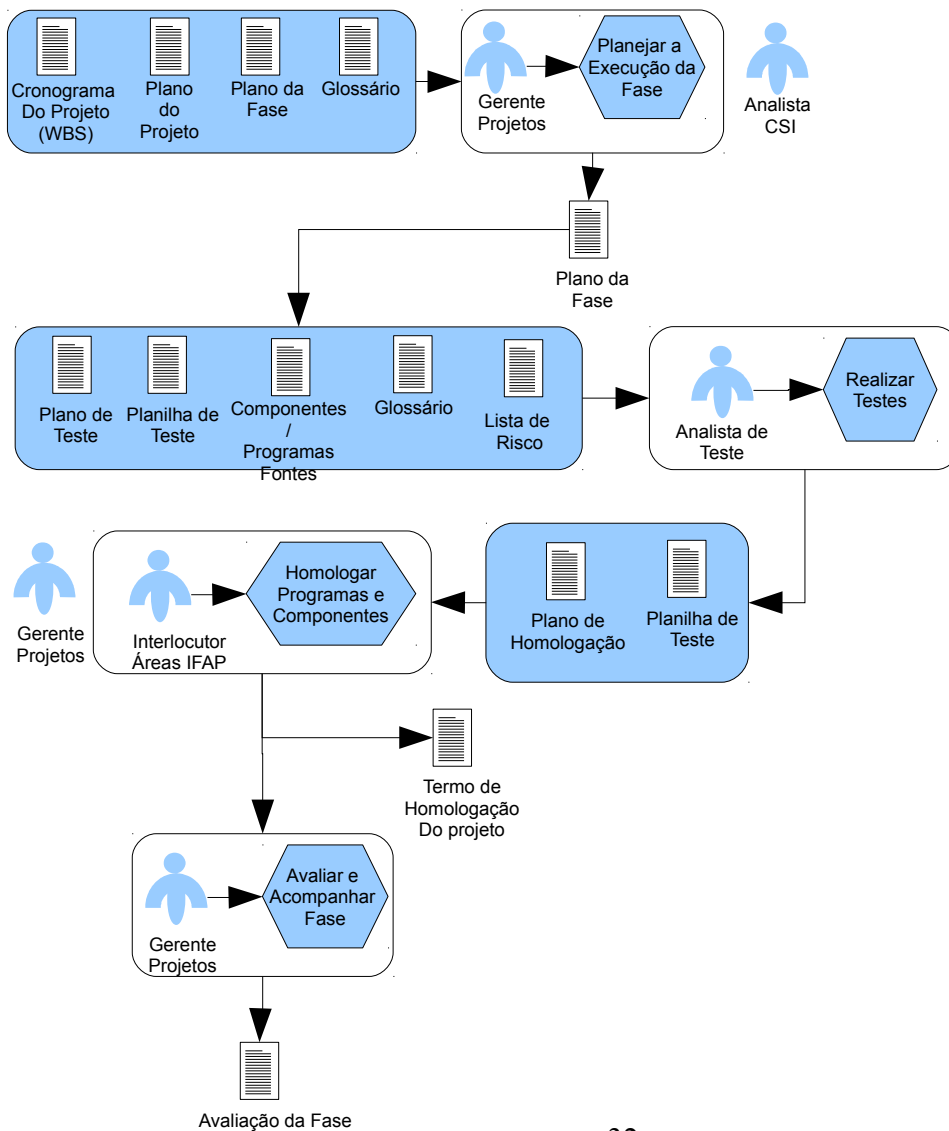 Cronograma
Do Projeto
(WBS)
Plano
do
Projeto
Plano da
Fase
Glossário
Gerente
Projetos
Planejar a
Execução da
Fase
Analista
CSI
Plano da
Fase
Plano de
Teste
Planilha de
Teste
Componentes
/
Programas
Fontes
Glossário
Lista de
Risco
Analista de
Teste
Realizar
Testes
Gerente
Projetos
Interlocutor
Áreas IFAP
Homologar
Programas e
Componentes
Plano de
Homologação
Planilha de
Teste
Termo de
Homologação
Do projeto
Gerente
Projetos
Avaliar e
Acompanhar
Fase
Avaliação da Fase